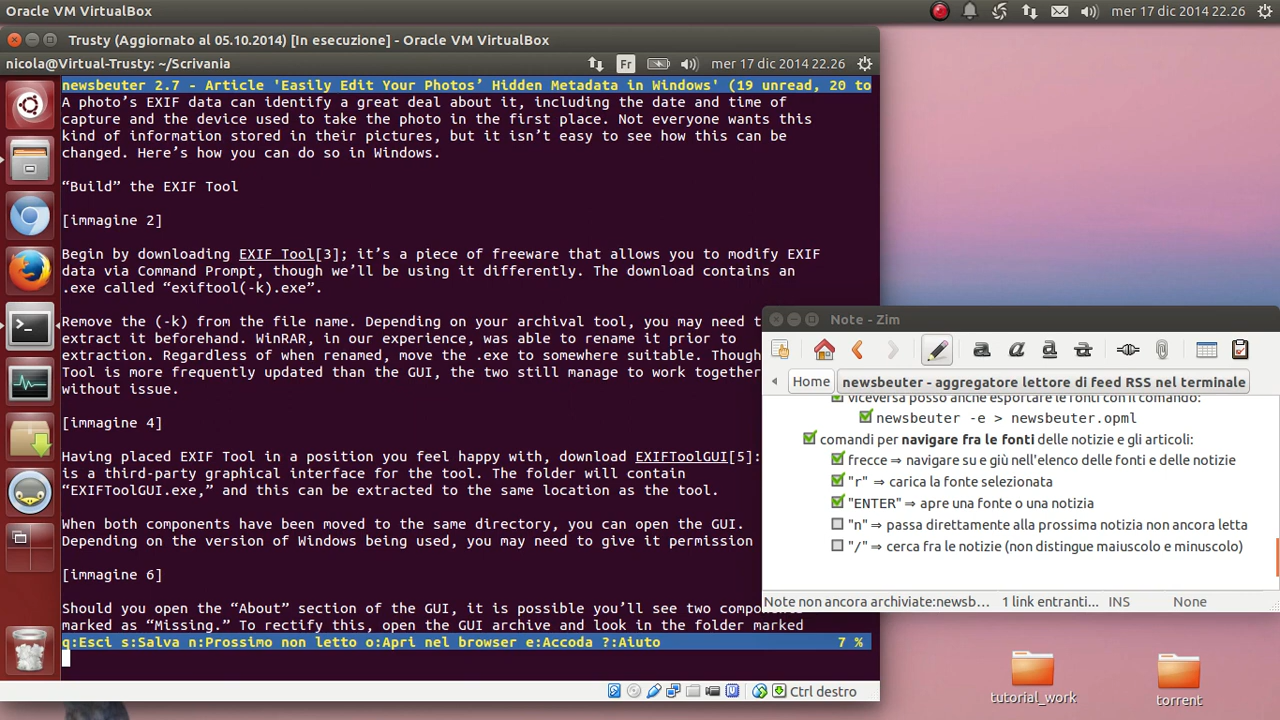 Oracle VM VirtualBox
mer 17 dic 2014 22.26
Trusty (Aggiornato al 05.10.2014) [In esecuzione] - Oracle VM VirtualBox
nicola@Virtual-Trusty: ~/Scrivania
Fr
mer 17 dic 2014 22.26
newsbeuter 2.7 - Article 'Easily Edit Your Photos’ Hidden Metadata in Windows' (19 unread, 20 to
A photo’s EXIF data can identify a great deal about it, including the date and time of
capture and the device used to take the photo in the first place. Not everyone wants this
kind of information stored in their pictures, but it isn’t easy to see how this can be
changed. Here’s how you can do so in Windows.
“Build” the EXIF Tool
[immagine 2]
Begin by downloading EXIF Tool[3]; it’s a piece of freeware that allows you to modify EXIF
data via Command Prompt, though we’ll be using it differently. The download contains an
.exe called “exiftool(-k).exe”.
Remove the (-k) from the file name. Depending on your archival tool, you may need t
extract it beforehand. WinRAR, in our experience, was able to rename it prior to
extraction. Regardless of when renamed, move the .exe to somewhere suitable. Though
Tool is more frequently updated than the GUI, the two still manage to work together
without issue.
[immagine 4]
Having placed EXIF Tool in a position you feel happy with, download EXIFToolGUI[5]:
is a third-party graphical interface for the tool. The folder will contain
“EXIFToolGUI.exe,” and this can be extracted to the same location as the tool.
When both components have been moved to the same directory, you can open the GUI.
Depending on the version of Windows being used, you may need to give it permission
[immagine 6]
Should you open the “About” section of the GUI, it is possible you’ll see two components
marked as “Missing.” To rectify this, open the GUI archive and look in the folder marked
q:Esci s:Salva n:Prossimo non letto o:Apri nel browser e:Accoda ?:Aiuto 7 %
Ctrl destro
Note - Zim
Home
newsbeuter - aggregatore lettore di feed RSS nel terminale
viceversa posso anche esportare le fonti con il comando:
newsbeuter -e > newsbeuter.opml
comandi per navigare fra le fonti delle notizie e gli articoli:
frecce ⇒ navigare su e giù nell'elenco delle fonti e delle notizie
"r" ⇒ carica la fonte selezionata
"ENTER" ⇒ apre una fonte o una notizia
"n" ⇒ passa direttamente alla prossima notizia non ancora letta
"/" ⇒ cerca fra le notizie (non distingue maiuscolo e minuscolo)
Note non ancora archiviate:newsb... 1 link entranti... INS None
tutorial_work
torrent